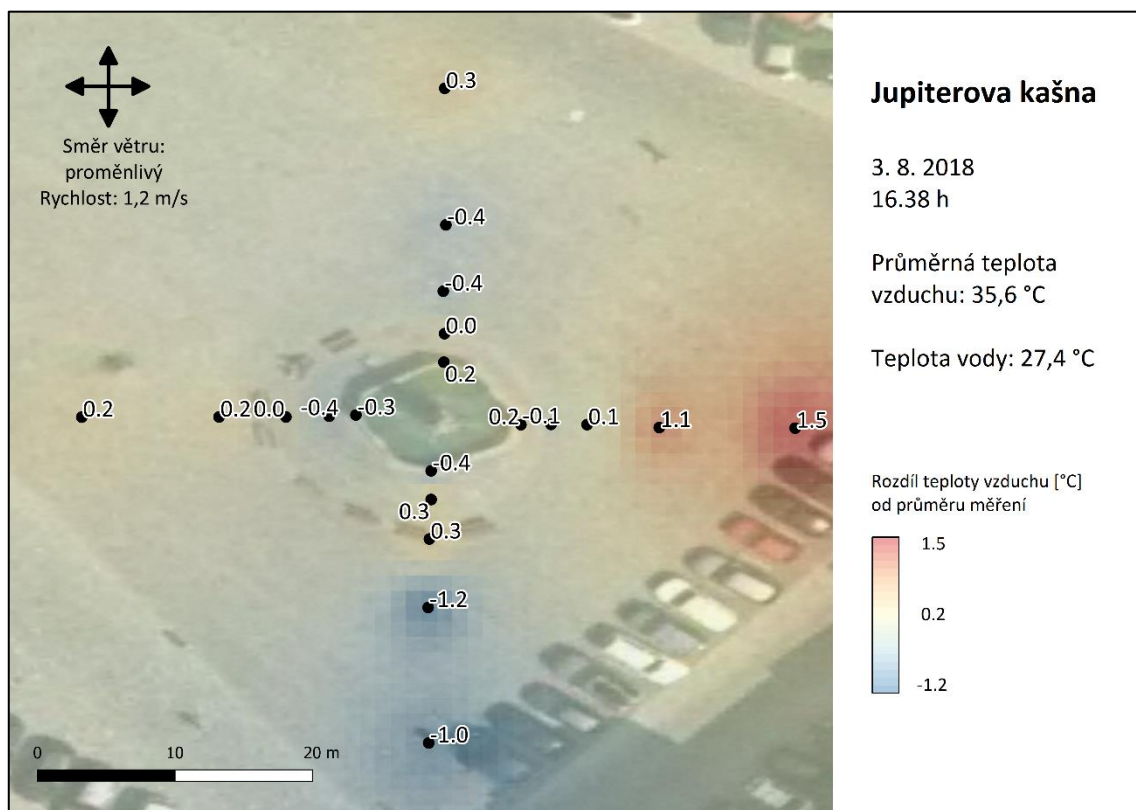 Směr větru:
proměnlivý
Rychlost: 1,2 m/s
0.3
-0.4
-0.4
0.0
0.2
0.2
0.2
0.0
-0.4
-0.3
0.2
-0.1
0.1
1.1
1.5
-0.4
0.3
0.3
-1.2
-1.0
0 10 20 m
Jupiterova kašna
3. 8. 2018
16.38 h
Průměrná teplota
vzduchu: 35,6 °C
Teplota vody: 27,4 °C
Rozdíl teploty vzduchu [°C]
od průměru měření
1.5
0.2
-1.2